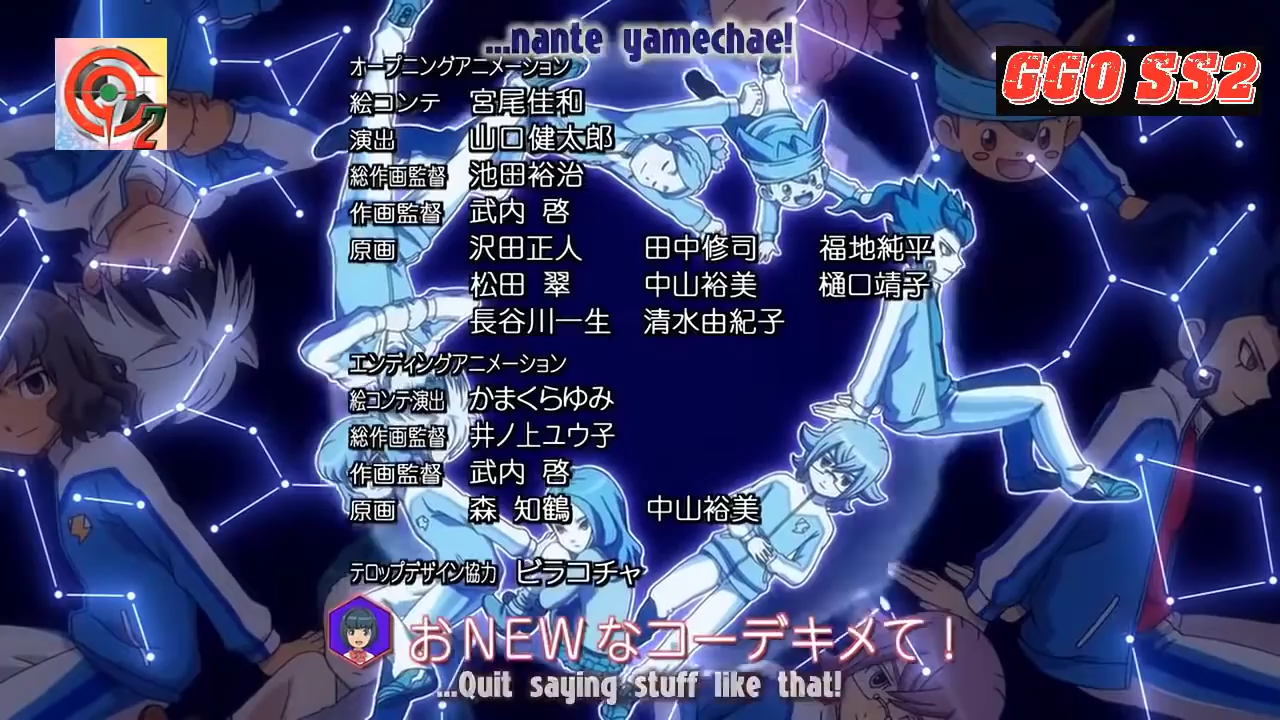 ...nante yamechae!
GGO SS2
2
オープニングアニメーション
絵コンテ 宮尾佳和
演出 山口健太郎
総作画監督 池田裕治
作画監督 武内 啓
原画 沢田正人 田中修司 福地純平
松田 翠 中山裕美 樋口靖子
長谷川一生 清水由紀子
エンディングアニメーション
絵コンテ演出 かまくらゆみ
総作画監督 井ノ上ユウ子
作画監督 武内 啓
原画 森 知鶴 中山裕美
テロップデザイン協力 ビラコチャ
おNEWなコーデキメて！
...Quit saying stuff like that!